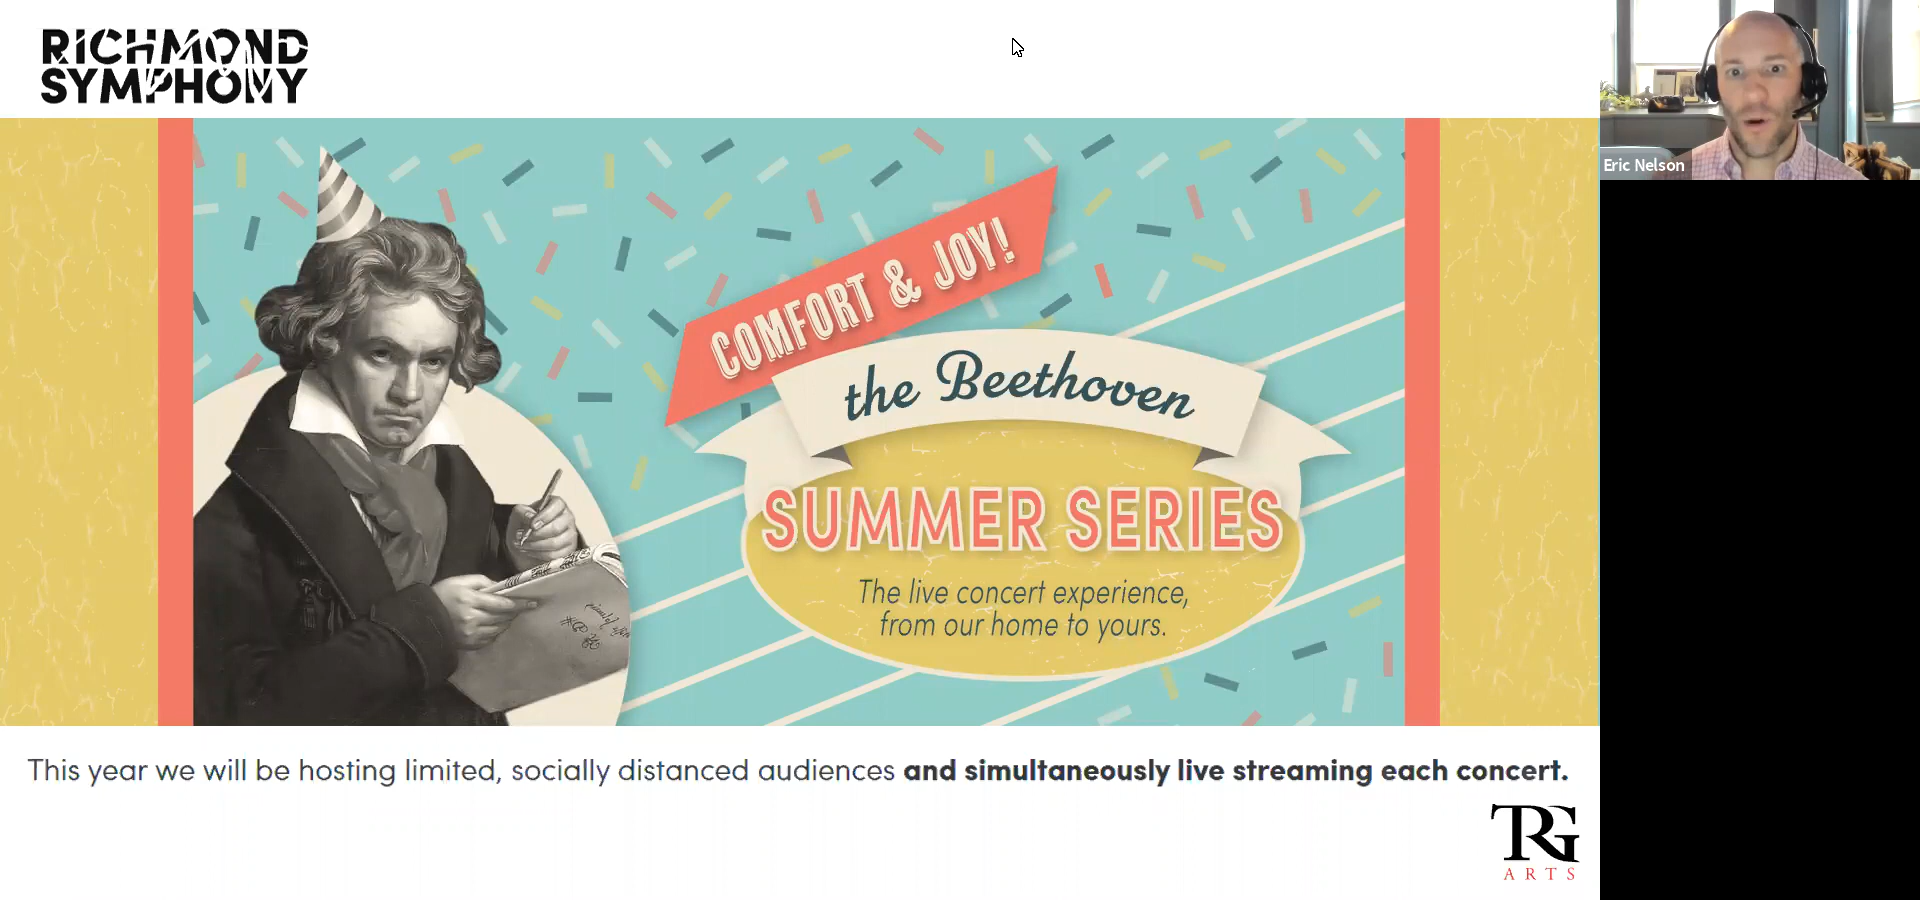 RICHMOND
SYMPHONY
Eric Nelson
COMFORT & JOY!
the Beethoven
SUMMER SERIES
The live concert experience,
from our home to yours.
This year we will be hosting limited, socially distanced audiences and simultaneously live streaming each concert.
TRG
ARTS